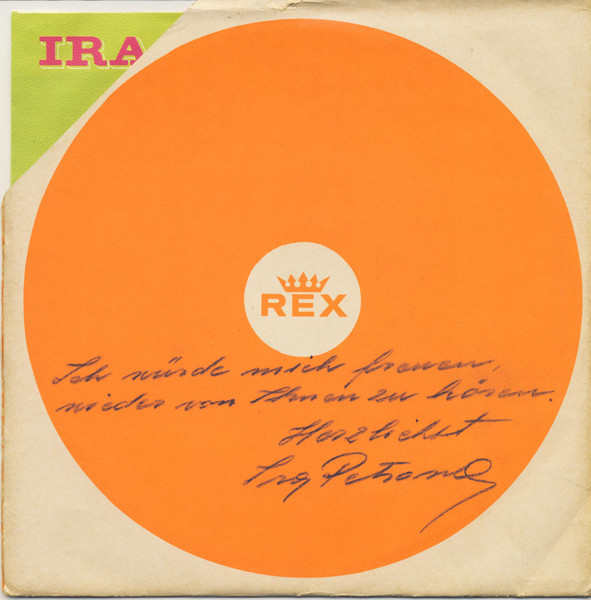 IRA
REX
Ich würde mich freuen,
wieder von Ihnen zu hören.
Herzlichst